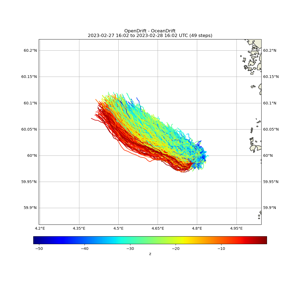 OpenDrift - OceanDrift
2023-02-27 16:02 to 2023-02-28 16:02 UTC (49 steps)
60.2°N
60.15°N
60.1°N
60.05°N
60°N
59.95°N
59.9°N
4.2°E 4.35°E 4.5°E 4.65°E 4.8°E 4.95°E
60.2°N
60.15°N
60.1°N
60.05°N
60°N
59.95°N
59.9°N
−50 −40 −30 −20 −10
z